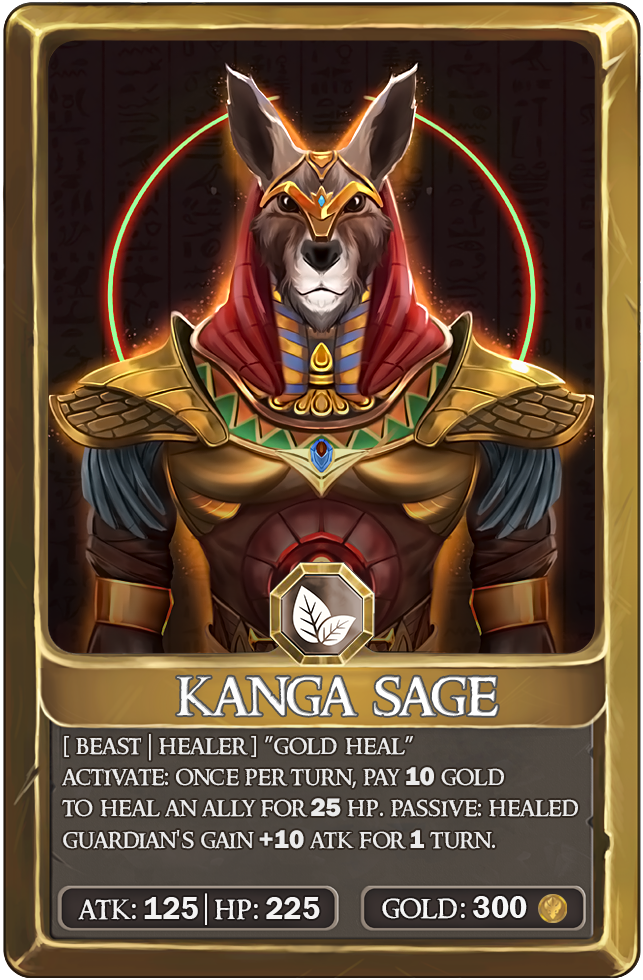 KANGA SAGE
[ BEAST | HEALER ] "GOLD HEAL"
ACTIVATE: ONCE PER TURN, PAY 10 GOLD
TO HEAL AN ALLY FOR 25 HP. PASSIVE: HEALED
GUARDIAN'S GAIN +10 ATK FOR 1 TURN.
ATK: 125 | HP: 225 GOLD: 300